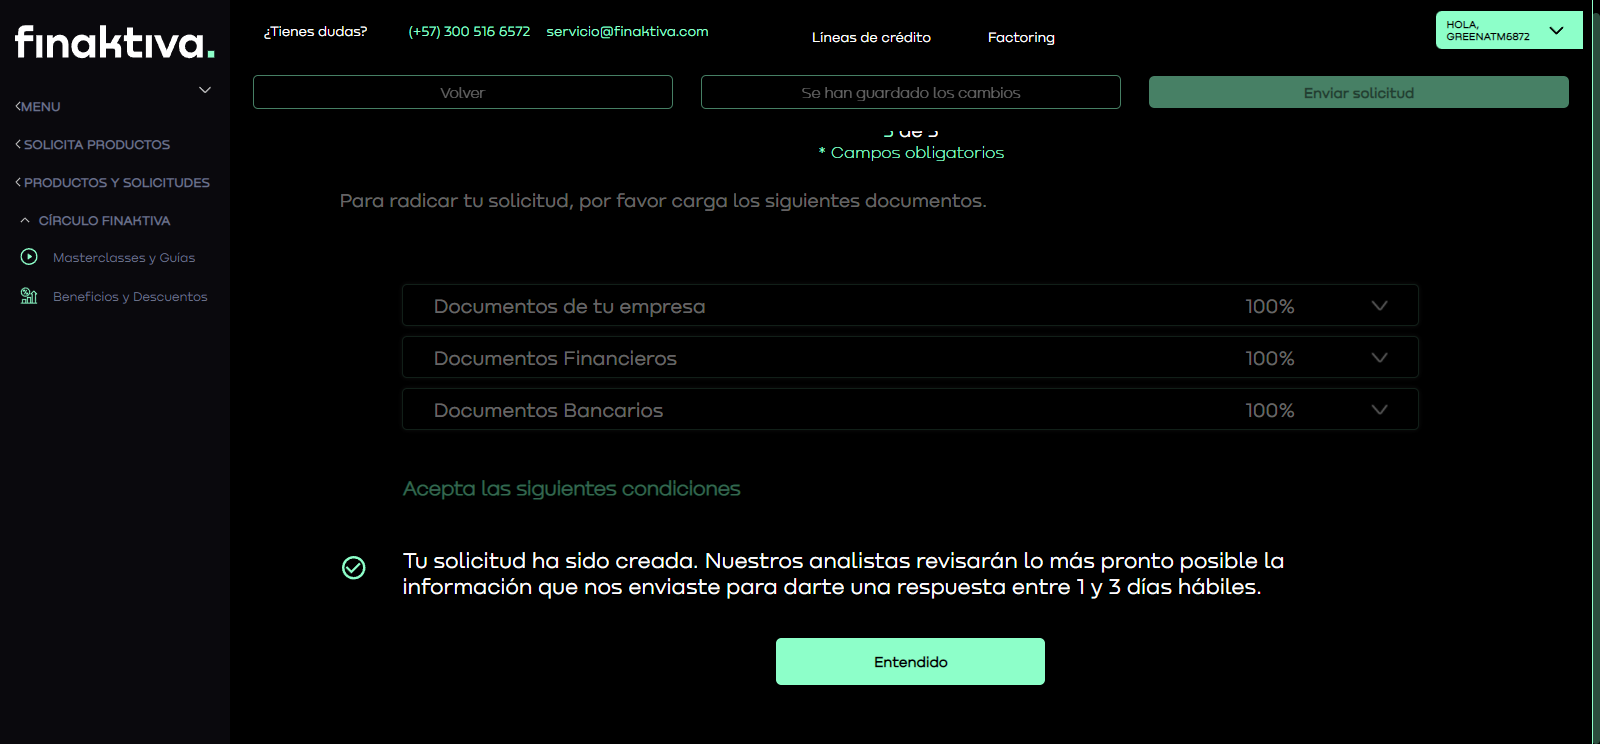 finaktiva.
¿Tienes dudas?
(+57) 300 516 6572
servicio@finaktiva.com
Líneas de crédito
Factoring
HOLA,
GREENATM6872
MENU
SOLICITA PRODUCTOS
PRODUCTOS Y SOLICITUDES
CÍRCULO FINAKTIVA
Masterclasses y Guías
Beneficios y Descuentos
Volver
Se han guardado los cambios
Enviar solicitud
de
* Campos obligatorios
Para radicar tu solicitud, por favor carga los siguientes documentos.
Documentos de tu empresa 100%
Documentos Financieros 100%
Documentos Bancarios 100%
Acepta las siguientes condiciones
Tu solicitud ha sido creada. Nuestros analistas revisarán lo más pronto posible la
información que nos enviaste para darte una respuesta entre 1 y 3 días hábiles.
Entendido